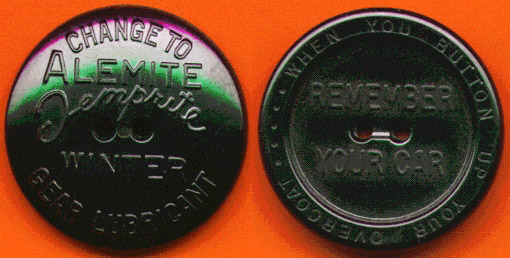 CHANGE TO
ALEMITE
Temprite
WINTER
GEAR LUBRICANT
WHEN YOU BUTTON UP YOUR OVERCOAT
REMEMBER
YOUR CAR